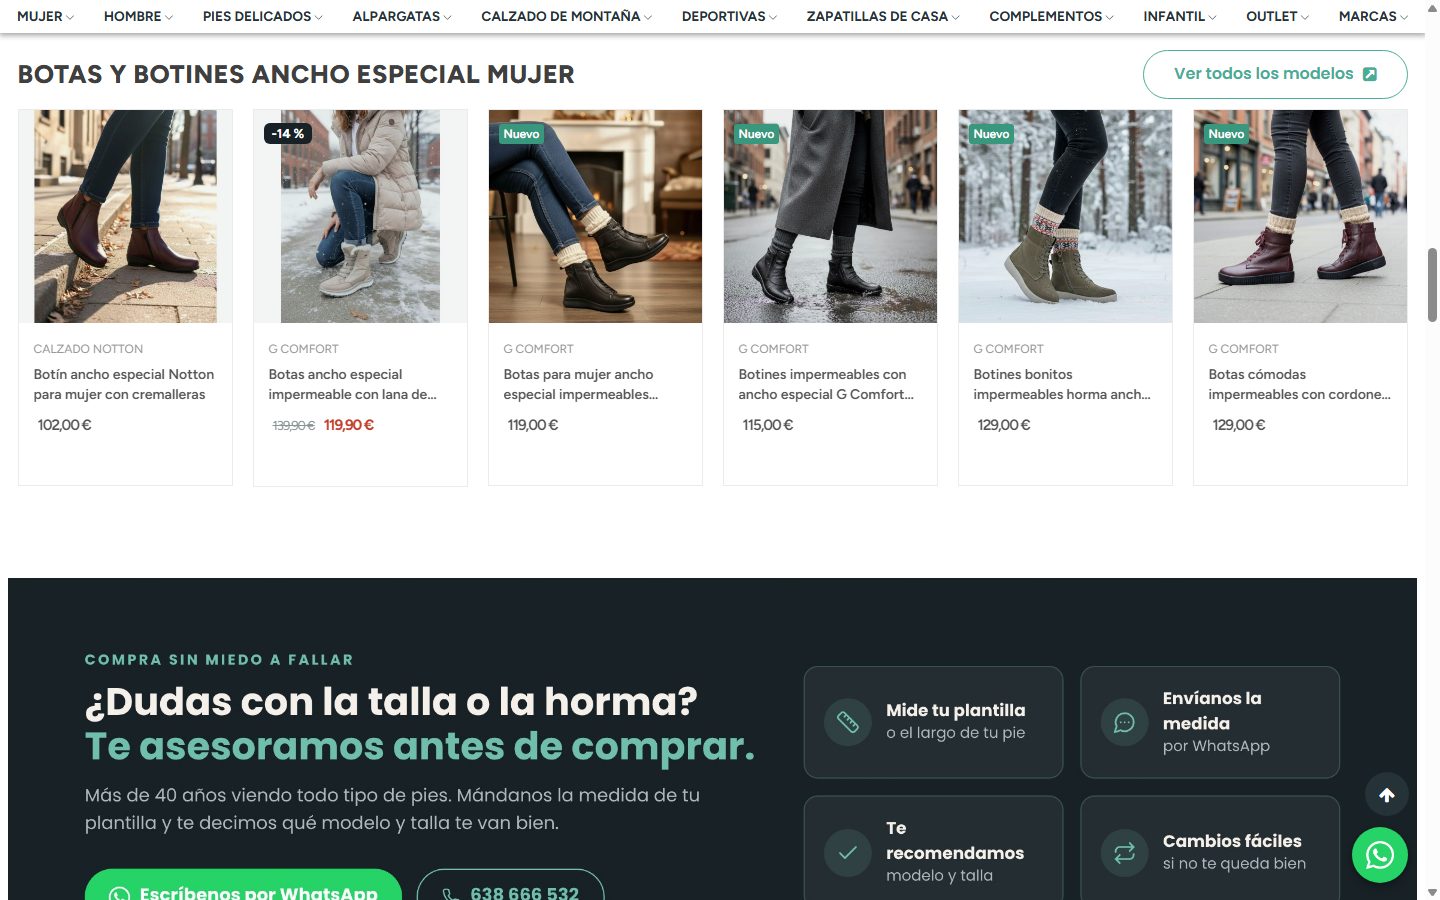 MUJER HOMBRE PIES DELICADOS ALPARGATAS CALZADO DE MONTAÑA DEPORTIVAS ZAPATILLAS DE CASA COMPLEMENTOS INFANTIL OUTLET MARCAS
BOTAS Y BOTINES ANCHO ESPECIAL MUJER
Ver todos los modelos
CALZADO NOTTON
Botín ancho especial Notton
para mujer con cremalleras
102,00 €
-14 %
G COMFORT
Botas ancho especial
impermeable con lana de...
139,90 € 119,90 €
Nuevo
G COMFORT
Botas para mujer ancho
especial impermeables...
119,00 €
Nuevo
G COMFORT
Botines impermeables con
ancho especial G Comfort...
115,00 €
Nuevo
G COMFORT
Botines bonitos
impermeables horma anch...
129,00 €
Nuevo
G COMFORT
Botas cómodas
impermeables con cordone...
129,00 €
COMPRA SIN MIEDO A FALLAR
¿Dudas con la talla o la horma?
Te asesoramos antes de comprar.
Más de 40 años viendo todo tipo de pies. Mándanos la medida de tu
plantilla y te decimos qué modelo y talla te van bien.
Escríbenos por WhatsApp
638 666 532
Mide tu plantilla
o el largo de tu pie
Envíanos la
medida
por WhatsApp
Te
recomendamos
modelo y talla
Cambios fáciles
si no te queda bien